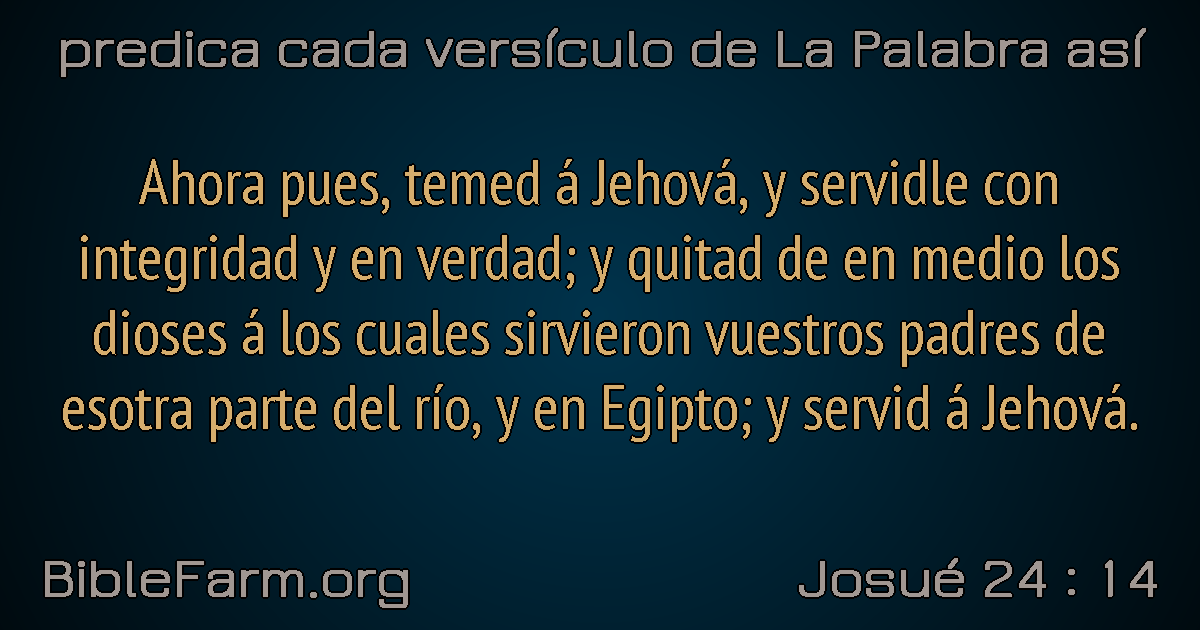 predica cada versículo de La Palabra así
Ahora pues, temed á Jehová, y servidle con
integridad y en verdad; y quitad de en medio los
dioses á los cuales sirvieron vuestros padres de
esotra parte del río, y en Egipto; y servid á Jehová.
BibleFarm.org
Josué 24 : 14